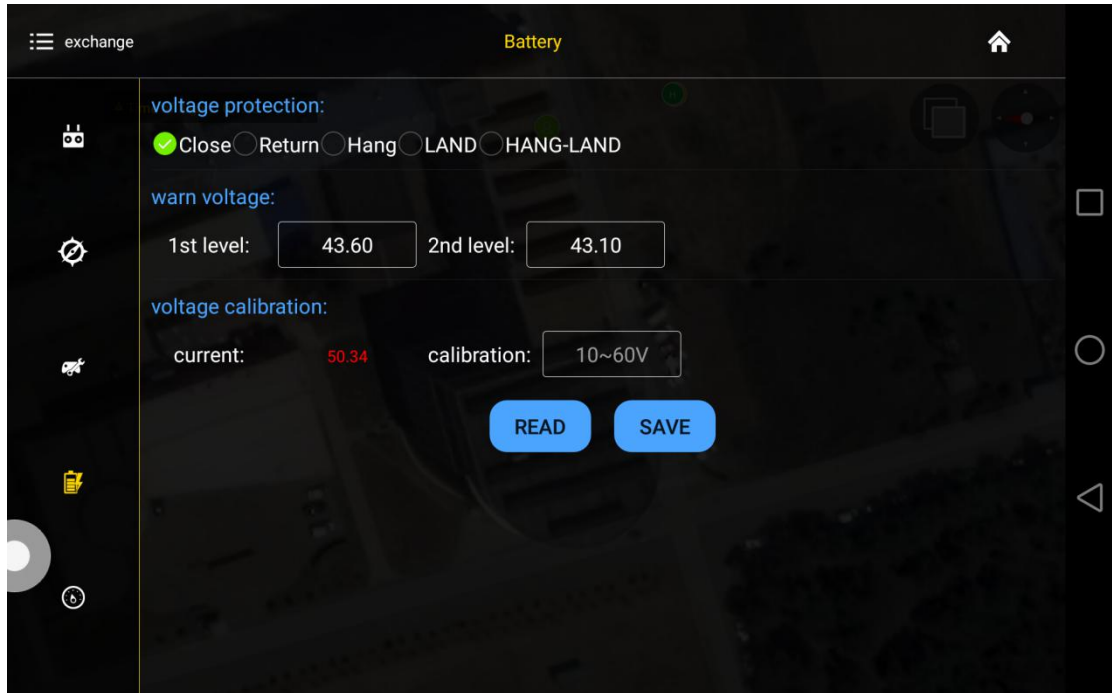 exchange Battery
voltage protection:
Close Return Hang LAND HANG-LAND
warn voltage:
1st level: 43.60 2nd level: 43.10
voltage calibration:
current: 50.34 calibration: 10~60V
READ SAVE